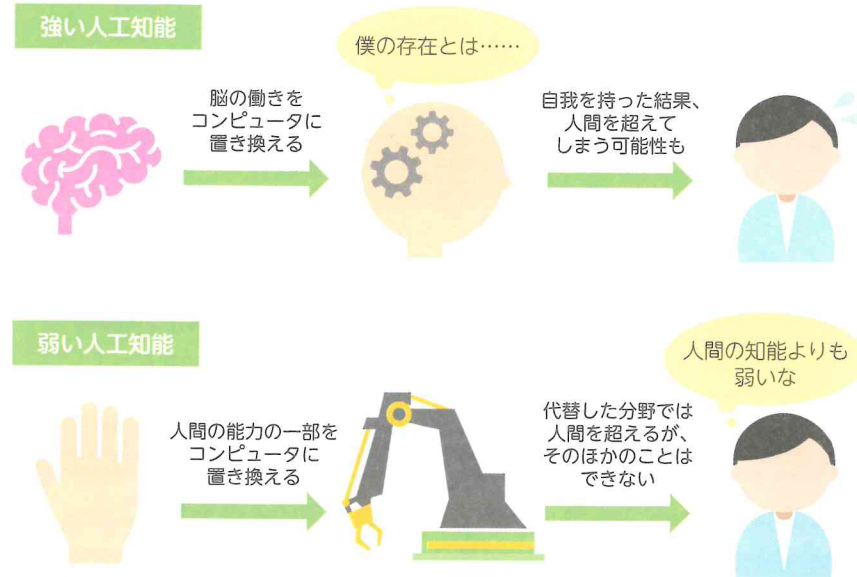 強い人工知能
僕の存在とは……
脳の働きを
コンピュータに
置き換える
自我を持った結果、
人間を超えて
しまう可能性も
弱い人工知能
人間の知能よりも
弱いな
人間の能力の一部を
コンピュータに
置き換える
代替した分野では
人間を超えるが、
そのほかのことは
できない